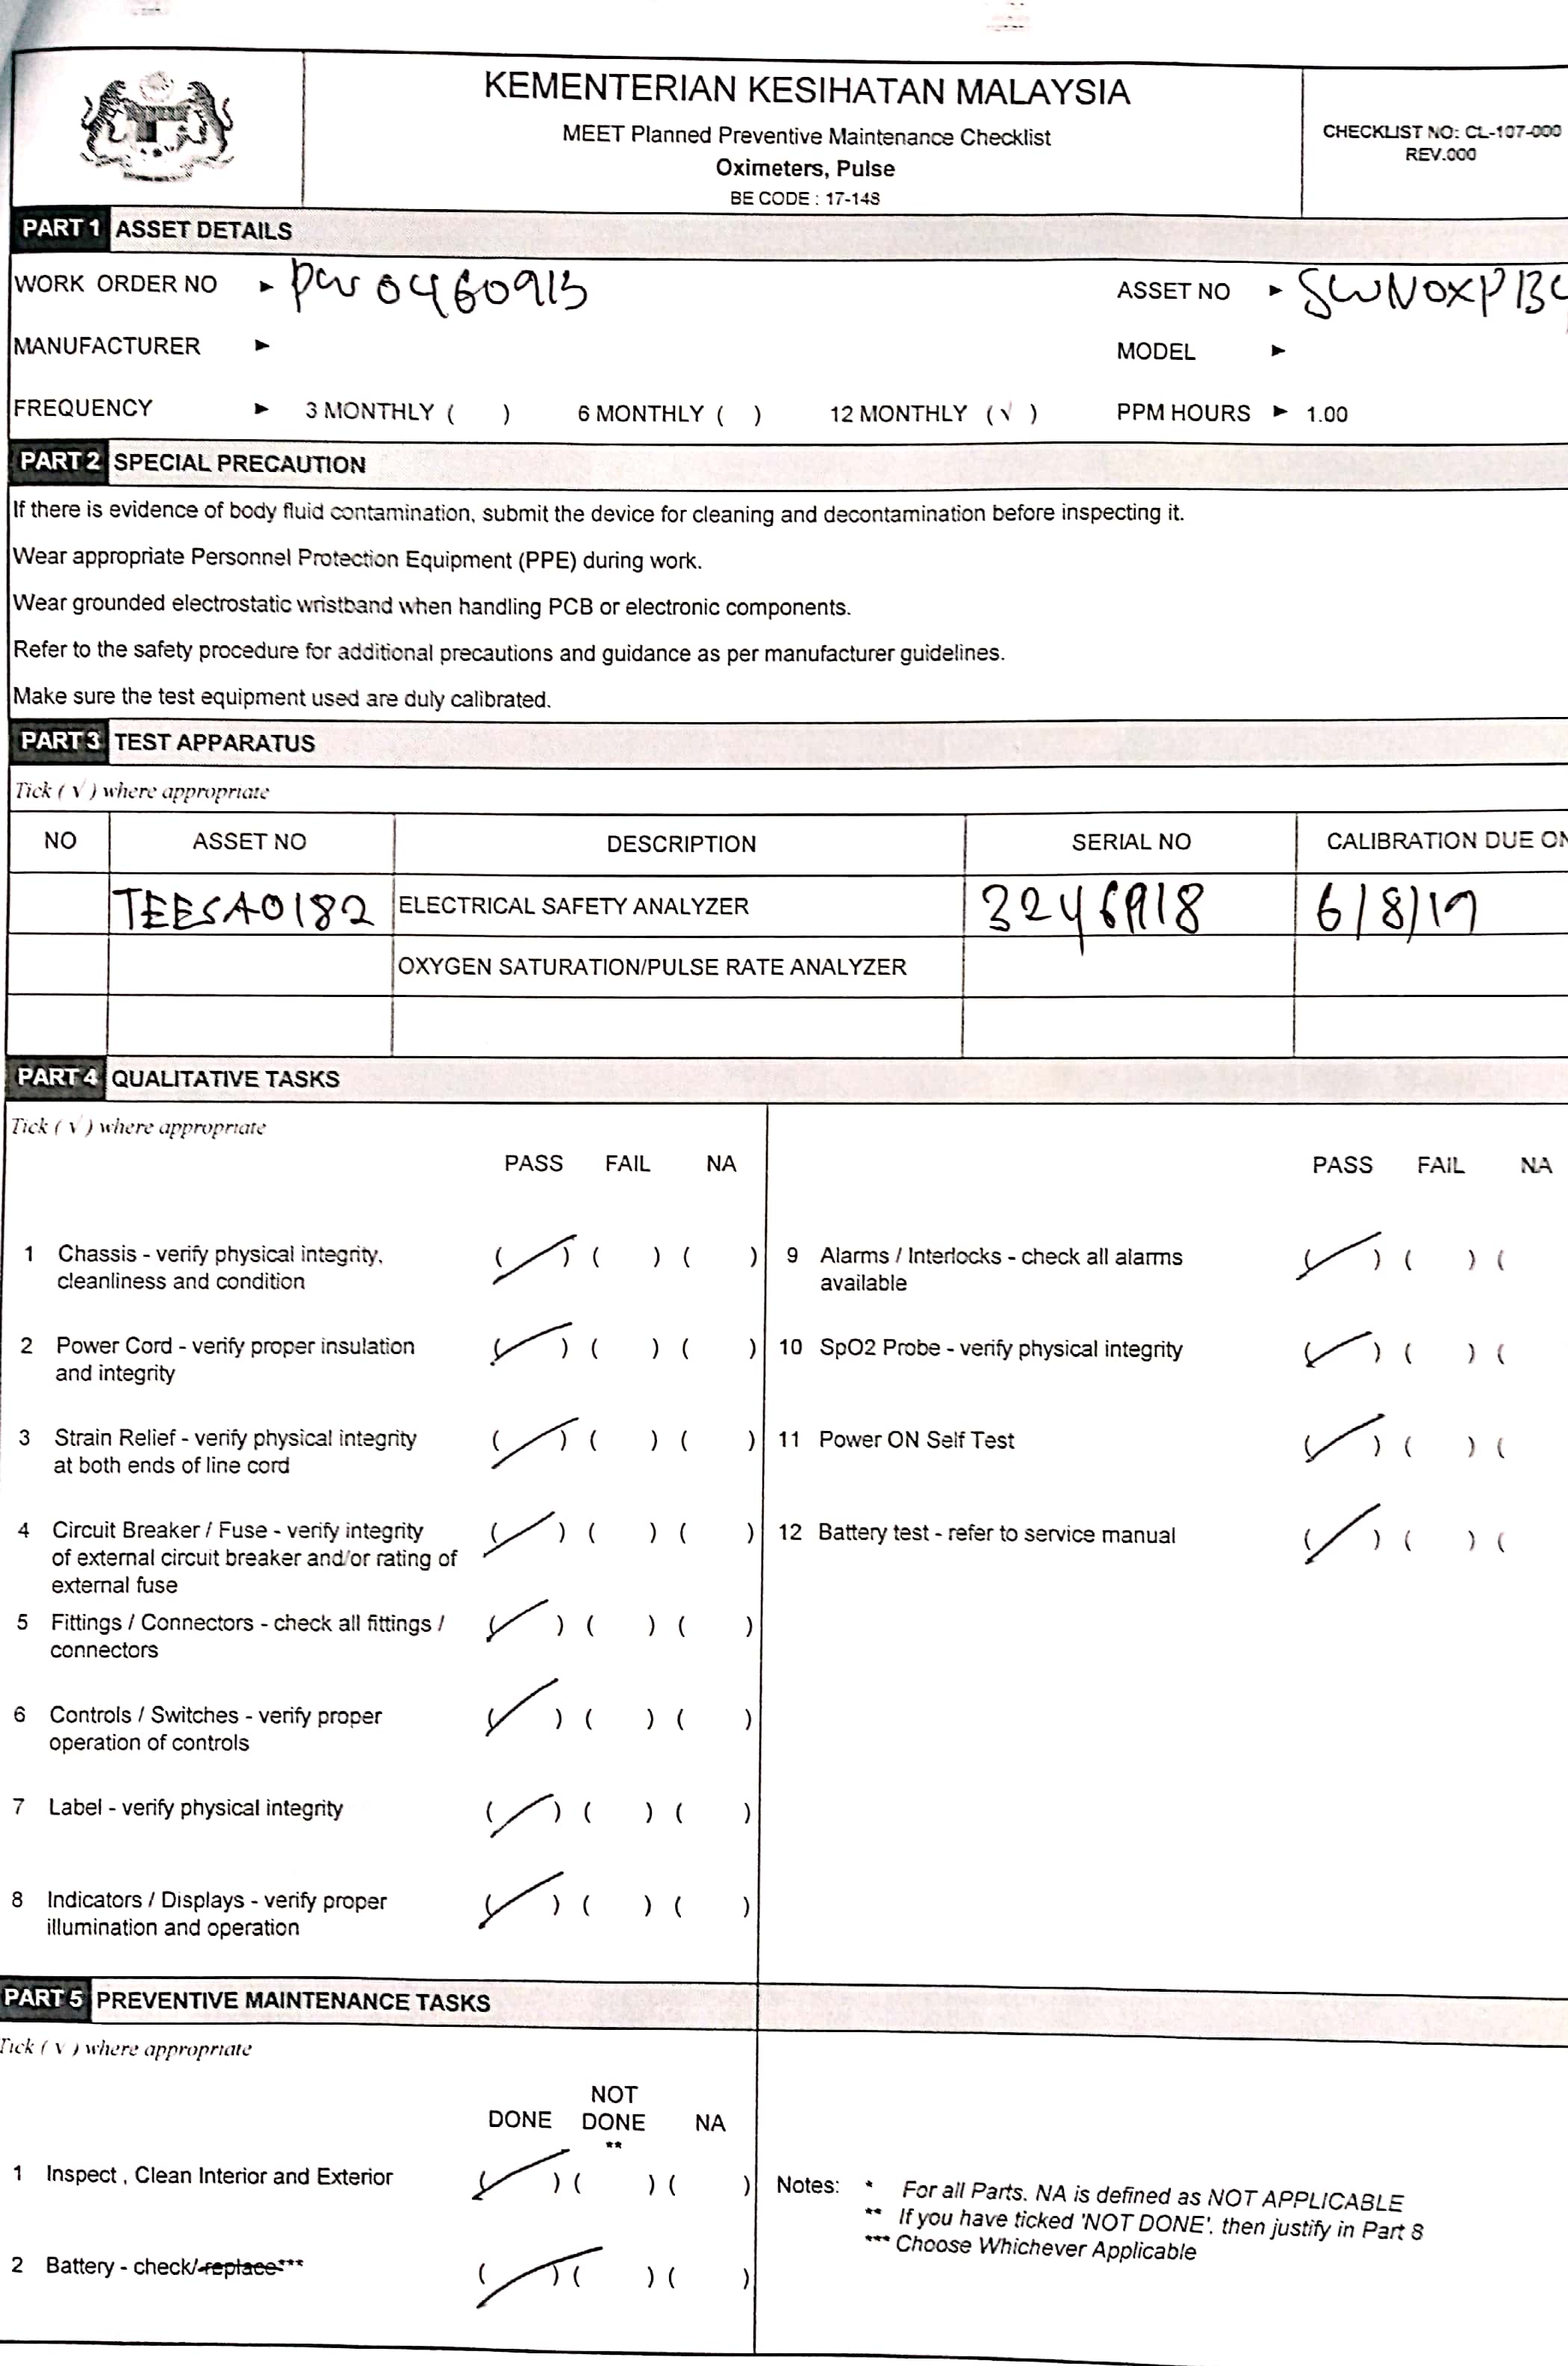 KEMENTERIAN KESIHATAN MALAYSIA
MEET Planned Preventive Maintenance Checklist
Oximeters, Pulse
BE CODE : 17-148
CHECKLIST NO: CL-107-000
REV.000
PART 1 ASSET DETAILS
WORK ORDER NO ► ASSET NO ►
MANUFACTURER ► MODEL ►
FREQUENCY ► 3 MONTHLY ( ) 6 MONTHLY ( ) 12 MONTHLY (√) PPM HOURS ► 1.00
PART 2 SPECIAL PRECAUTION
If there is evidence of body fluid contamination, submit the device for cleaning and decontamination before inspecting it.
Wear appropriate Personnel Protection Equipment (PPE) during work.
Wear grounded electrostatic wristband when handling PCB or electronic components.
Refer to the safety procedure for additional precautions and guidance as per manufacturer guidelines.
Make sure the test equipment used are duly calibrated.
PART 3 TEST APPARATUS
Tick (√) where appropriate
NO ASSET NO DESCRIPTION SERIAL NO CALIBRATION DUE ON
TEESA0182 ELECTRICAL SAFETY ANALYZER 3246918 6/8/19
OXYGEN SATURATION/PULSE RATE ANALYZER
PART 4 QUALITATIVE TASKS
Tick (√) where appropriate
PASS FAIL NA
1 Chassis - verify physical integrity, (✓) ( ) ( )
cleanliness and condition
2 Power Cord - verify proper insulation (✓) ( ) ( )
and integrity
3 Strain Relief - verify physical integrity (✓) ( ) ( )
at both ends of line cord
4 Circuit Breaker / Fuse - verify integrity (✓) ( ) ( )
of external circuit breaker and/or rating of
external fuse
5 Fittings / Connectors - check all fittings / (✓) ( ) ( )
connectors
6 Controls / Switches - verify proper (✓) ( ) ( )
operation of controls
7 Label - verify physical integrity (✓) ( ) ( )
8 Indicators / Displays - verify proper (✓) ( ) ( )
illumination and operation
PASS FAIL NA
9 Alarms / Interlocks - check all alarms (✓) ( ) (
available
10 SpO2 Probe - verify physical integrity (✓) ( ) (
11 Power ON Self Test (✓) ( ) (
12 Battery test - refer to service manual (✓) ( ) (
PART 5 PREVENTIVE MAINTENANCE TASKS
Tick (√) where appropriate
NOT
DONE DONE NA
**
1 Inspect , Clean Interior and Exterior (✓) ( ) ( )
2 Battery - check/replace*** (✓) ( ) ( )
Notes: * For all Parts. NA is defined as NOT APPLICABLE
** If you have ticked 'NOT DONE'. then justify in Part 8
*** Choose Whichever Applicable